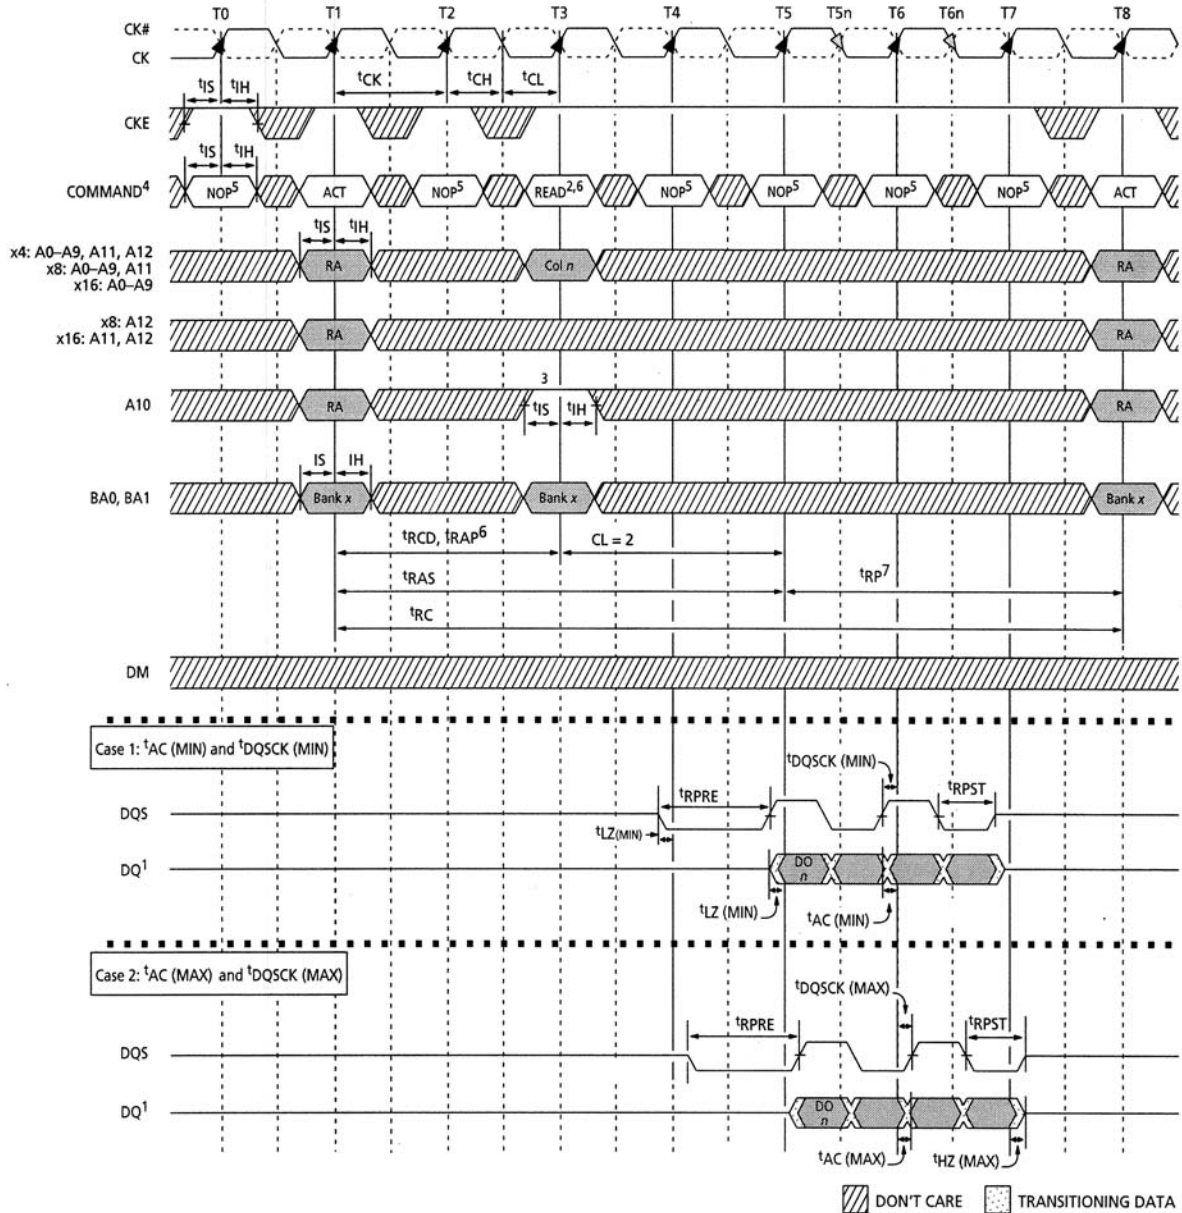 T0 T1 T2 T3 T4 T5 T5n T6 T6n T7 T8
CK#
CK
tCK tCH tCL
tIS tIH
CKE
tIS tIH
COMMAND4 NOP5 ACT NOP5 READ2,6 NOP5 NOP5 NOP5 NOP5 ACT
tIS tIH
x4: A0–A9, A11, A12
x8: A0–A9, A11
x16: A0–A9
RA Col n RA
x8: A12
x16: A11, A12
RA RA
3
A10 RA tIS tIH RA
IS IH
BA0, BA1 Bank x Bank x Bank x
tRCD, tRAP6 CL = 2
tRAS tRP7
tRC
DM
Case 1: tAC (MIN) and tDQSCK (MIN)
tDQSCK (MIN)
tRPRE tRPST
DQS
tLZ(MIN)
DQ1 DO n
tLZ (MIN) tAC (MIN)
Case 2: tAC (MAX) and tDQSCK (MAX)
tDQSCK (MAX)
tRPRE tRPST
DQS
DQ1 DO n
tAC (MAX) tHZ (MAX)
DON'T CARE TRANSITIONING DATA